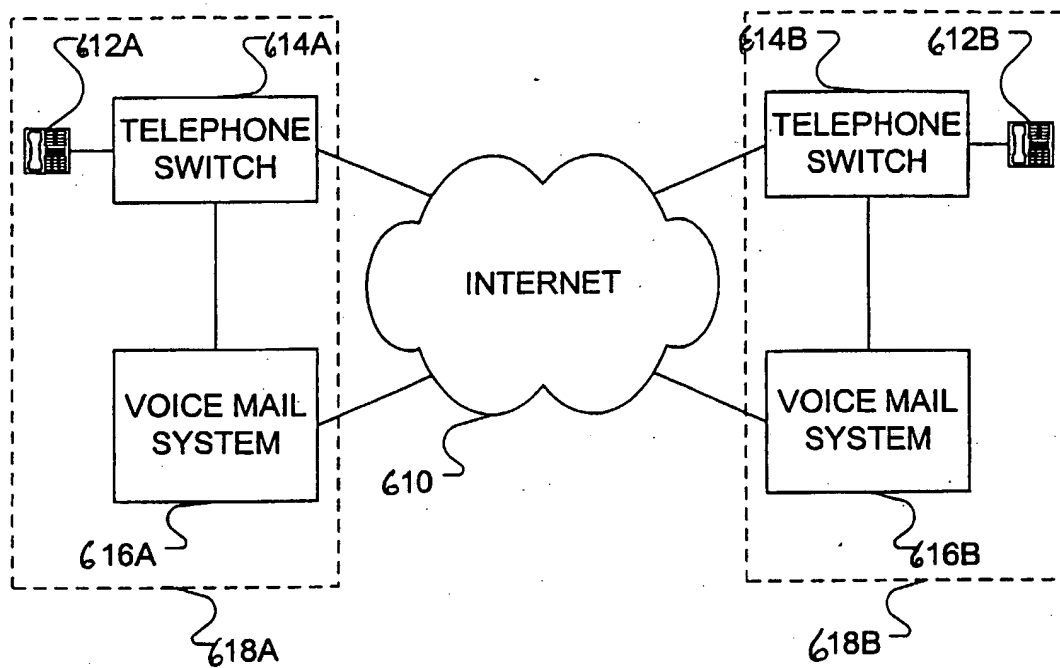 612A
614A
614B
612B
TELEPHONE
SWITCH
TELEPHONE
SWITCH
INTERNET
VOICE MAIL
SYSTEM
VOICE MAIL
SYSTEM
610
616A
616B
618A
618B